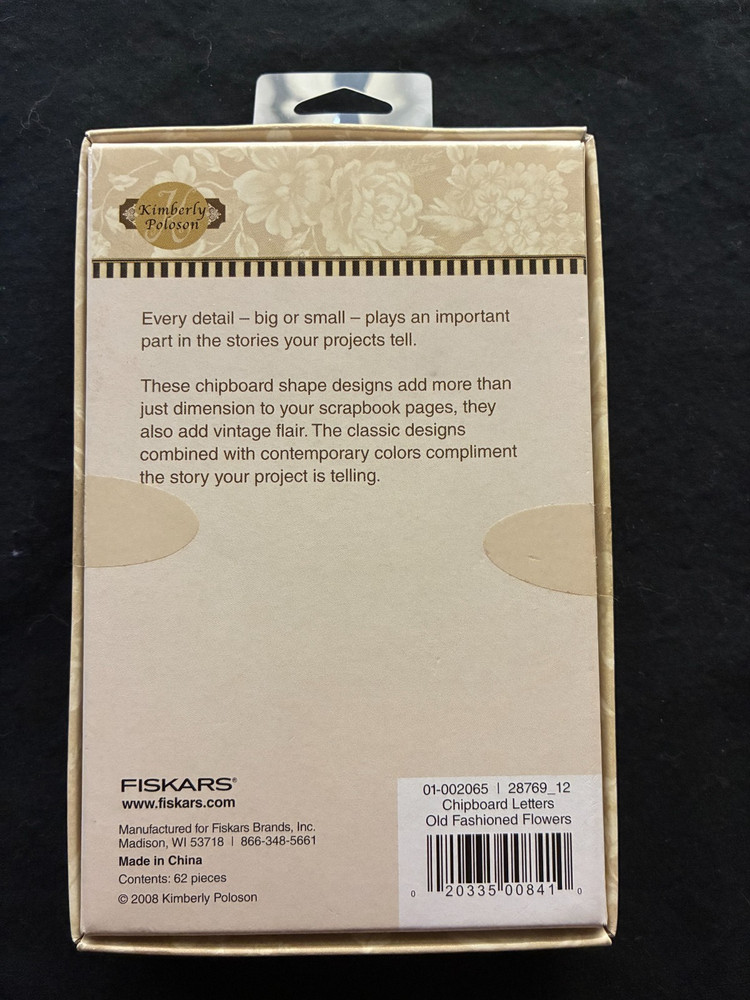 Kimberly
Poloson
Every detail – big or small – plays an important
part in the stories your projects tell.
These chipboard shape designs add more than
just dimension to your scrapbook pages, they
also add vintage flair. The classic designs
combined with contemporary colors compliment
the story your project is telling.
FISKARS®
www.fiskars.com
Manufactured for Fiskars Brands, Inc.
Madison, WI 53718 | 866-348-5661
Made in China
Contents: 62 pieces
© 2008 Kimberly Poloson
01-002065 | 28769_12
Chipboard Letters
Old Fashioned Flowers
0 20335 00841 0